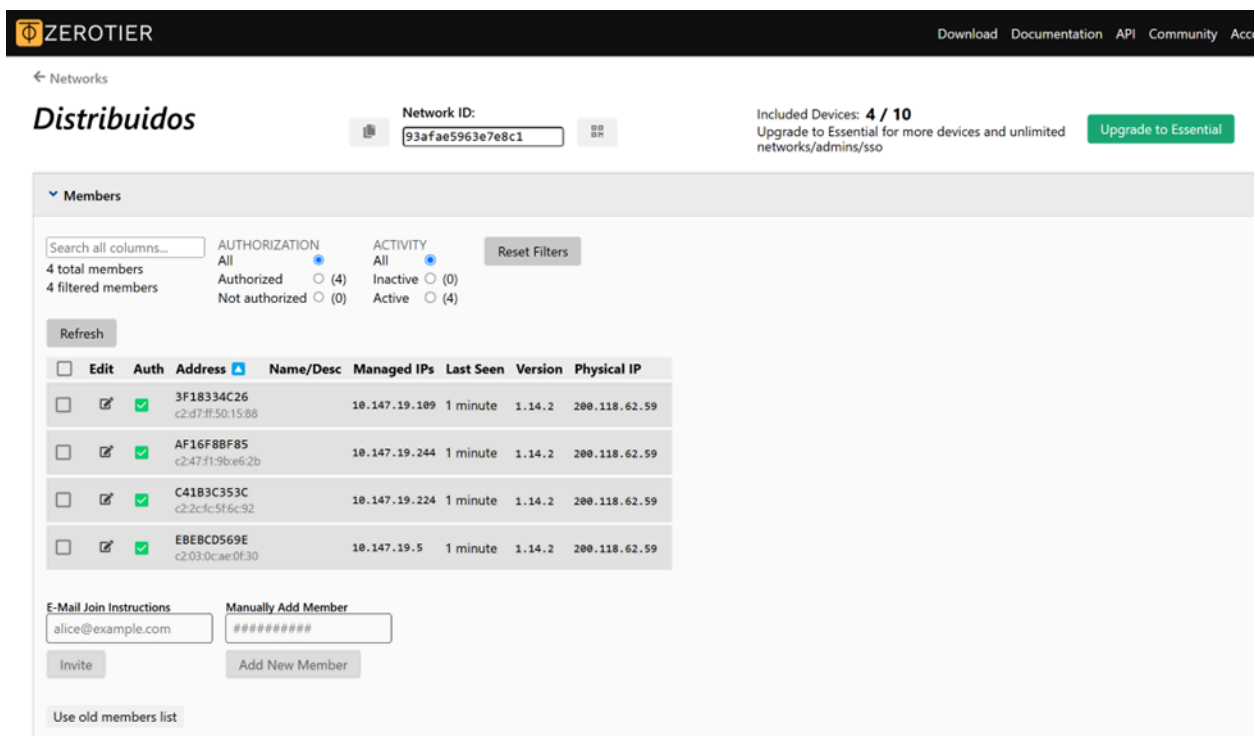 ZEROTIER
Download Documentation API Community Acc
← Networks
Distribuidos
Network ID:
93afae5963e7e8c1
Included Devices: 4 / 10
Upgrade to Essential for more devices and unlimited
networks/admins/sso
Upgrade to Essential
Members
Search all columns...
4 total members
4 filtered members
AUTHORIZATION
All
Authorized (4)
Not authorized (0)
ACTIVITY
All
Inactive (0)
Active (4)
Reset Filters
Refresh
Edit Auth Address Name/Desc Managed IPs Last Seen Version Physical IP
3F18334C26 10.147.19.109 1 minute 1.14.2 200.118.62.59
c2:d7:ff:50:15:88
AF16F8BF85 10.147.19.244 1 minute 1.14.2 200.118.62.59
c2:47:f1:9b:e6:2b
C41B3C353C 10.147.19.224 1 minute 1.14.2 200.118.62.59
c2:2c:fc:5f:6c:92
EBEBCD569E 10.147.19.5 1 minute 1.14.2 200.118.62.59
c2:03:0c:ae:0f:30
E-Mail Join Instructions
alice@example.com
Invite
Manually Add Member
##########
Add New Member
Use old members list